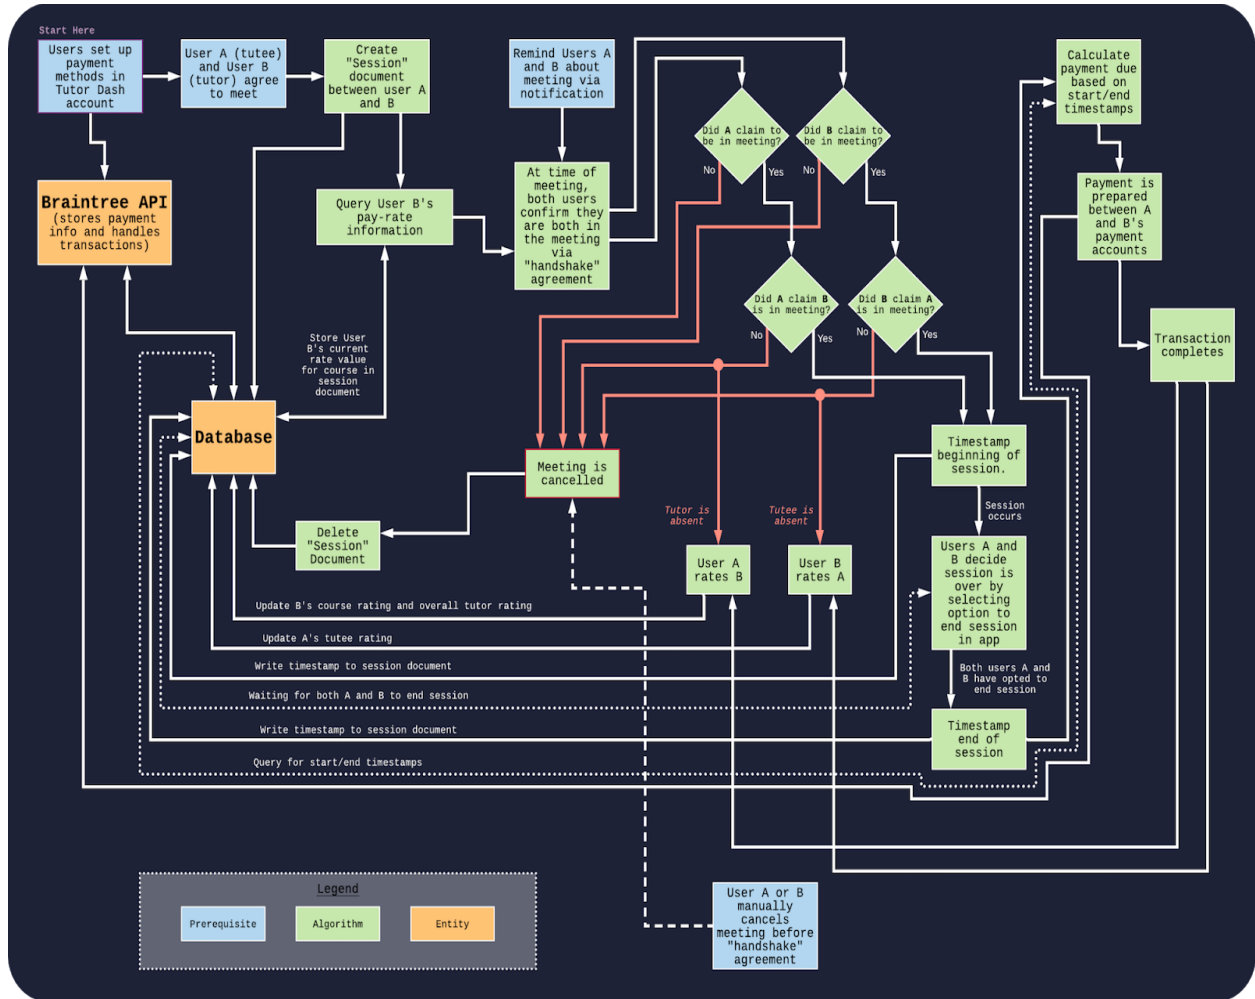 Start Here
Users set up
payment
methods in
Tutor Dash
account
User A (tutee)
and User B
(tutor) agree
to meet
Create
"Session"
document
between user A
and B
Remind Users A
and B about
meeting via
notification
Calculate
payment due
based on
start/end
timestamps
Did A claim to
be in meeting?
Did B claim to
be in meeting?
No
Yes
No
Yes
Braintree API
(stores payment
info and handles
transactions)
Query User B's
pay-rate
information
At time of
meeting,
both users
confirm they
are both in
the meeting
via
"handshake"
agreement
Payment is
prepared
between A
and B's
payment
accounts
Did A claim B
is in meeting?
Did B claim A
is in meeting?
No
Yes
No
Yes
Transaction
completes
Store User
B's current
rate value
for course in
session
document
Database
Meeting is
cancelled
Timestamp
beginning of
session.
Session
occurs
Tutor is
absent
Tutee is
absent
Delete
"Session"
Document
User A
rates B
User B
rates A
Users A and
B decide
session is
over by
selecting
option to
end session
in app
Update B's course rating and overall tutor rating
Update A's tutee rating
Write timestamp to session document
Both users A and
B have opted to
end session
Waiting for both A and B to end session
Write timestamp to session document
Timestamp
end of
session
Query for start/end timestamps
Legend
Prerequisite
Algorithm
Entity
User A or B
manually
cancels
meeting before
"handshake"
agreement